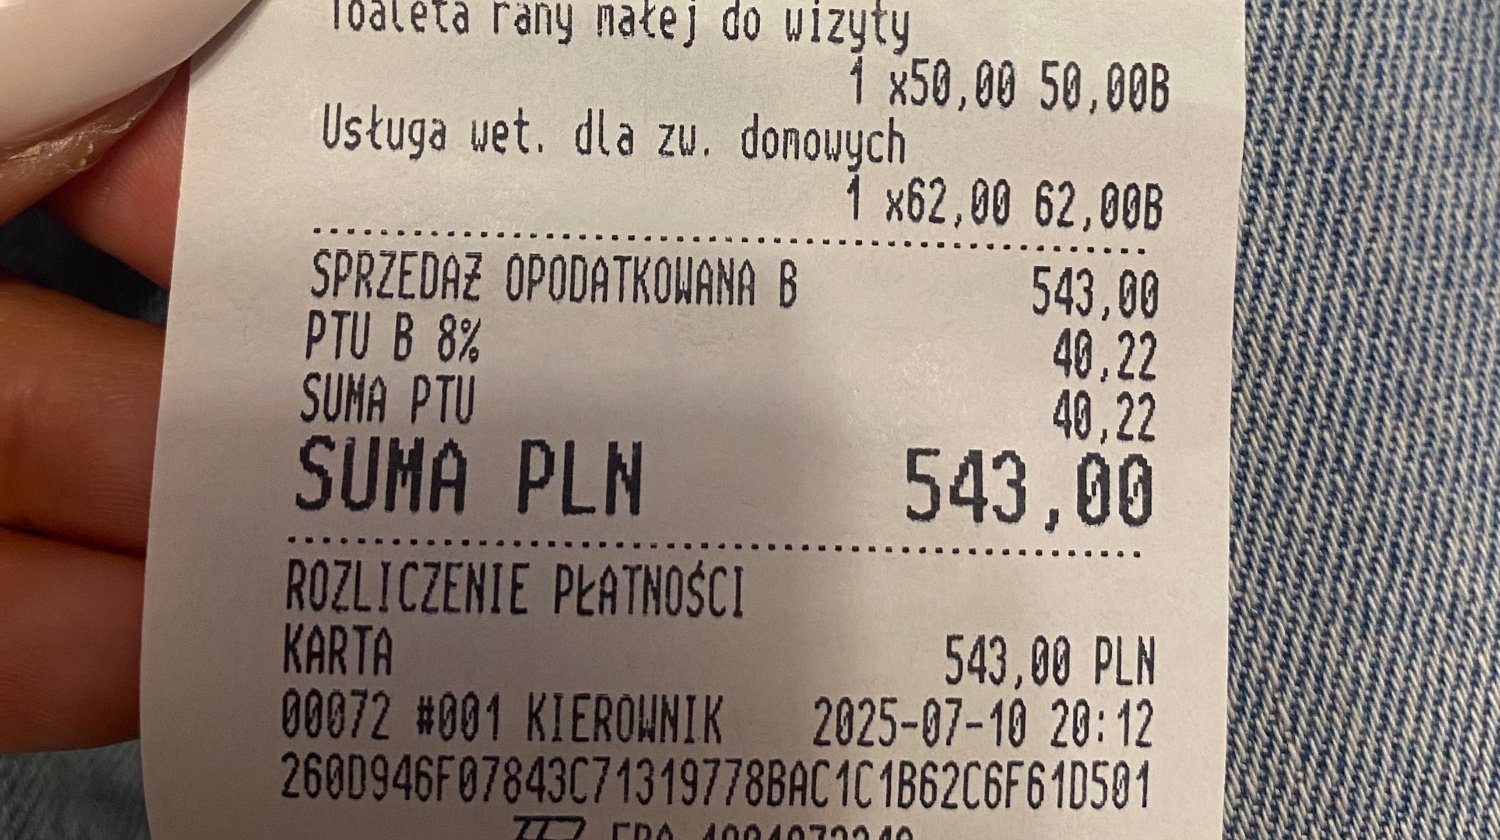 Toaleta rany małej do wizyty
1 x50,00 50,00B
Usługa wet. dla zw. domowych
1 x62,00 62,00B
SPRZEDAŻ OPODATKOWANA B 543,00
PTU B 8% 40,22
SUMA PTU 40,22
SUMA PLN 543,00
ROZLICZENIE PŁATNOŚCI
KARTA 543,00 PLN
00072 #001 KIEROWNIK 2025-07-10 20:12
260D946F07843C71319778BAC1C1B62C6F61D501